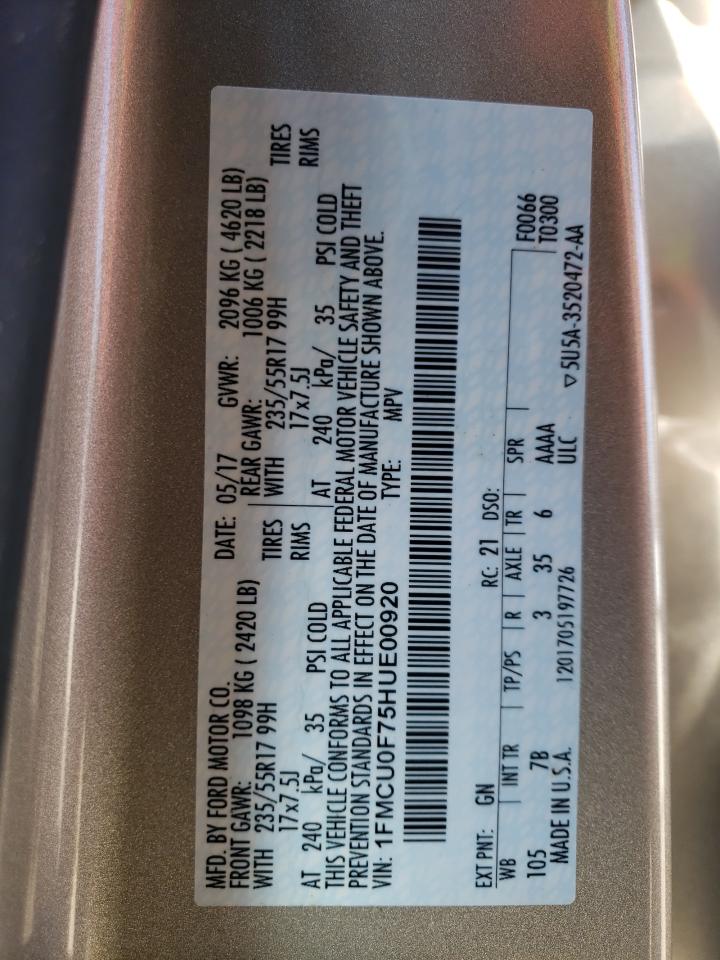 MFD. BY FORD MOTOR CO.
DATE: 05/17 GVWR: 2096 KG ( 4620 LB)
FRONT GAWR: 1098 KG ( 2420 LB)
REAR GAWR: 1006 KG ( 2218 LB)
WITH 235/55R17 99H TIRES
WITH 235/55R17 99H TIRES
17x7.5J RIMS
17x7.5J RIMS
AT 240 kPa/ 35 PSI COLD
AT 240 kPa/ 35 PSI COLD
THIS VEHICLE CONFORMS TO ALL APPLICABLE FEDERAL MOTOR VEHICLE SAFETY AND THEFT
PREVENTION STANDARDS IN EFFECT ON THE DATE OF MANUFACTURE SHOWN ABOVE.
VIN: 1FMCU0F75HUE00920 TYPE: MPV
EXT PNT: GN RC: 21 DSO:
WB INT TR TP/PS R AXLE TR SPR F0066
T0300
105 7B 3 35 6 AAAA
ULC
MADE IN U.S.A. 1201705197726 ▽5U5A-3520472-AA